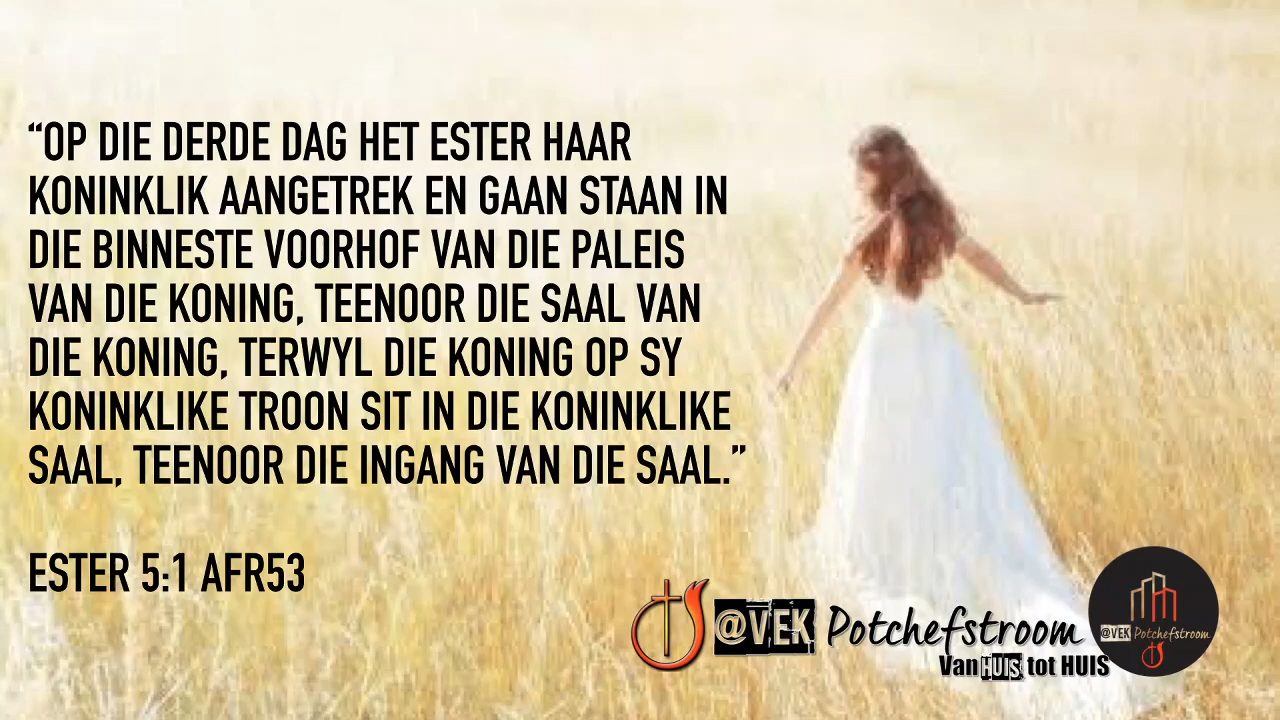 “OP DIE DERDE DAG HET ESTER HAAR
KONINKLIK AANGETREK EN GAAN STAAN IN
DIE BINNESTE VOORHOF VAN DIE PALEIS
VAN DIE KONING, TEENOOR DIE SAAL VAN
DIE KONING, TERWYL DIE KONING OP SY
KONINKLIKE TROON SIT IN DIE KONINKLIKE
SAAL, TEENOOR DIE INGANG VAN DIE SAAL.”
ESTER 5:1 AFR53
@VEK Potchefstroom
Van HUIS tot HUIS
@VEK Potchefstroom